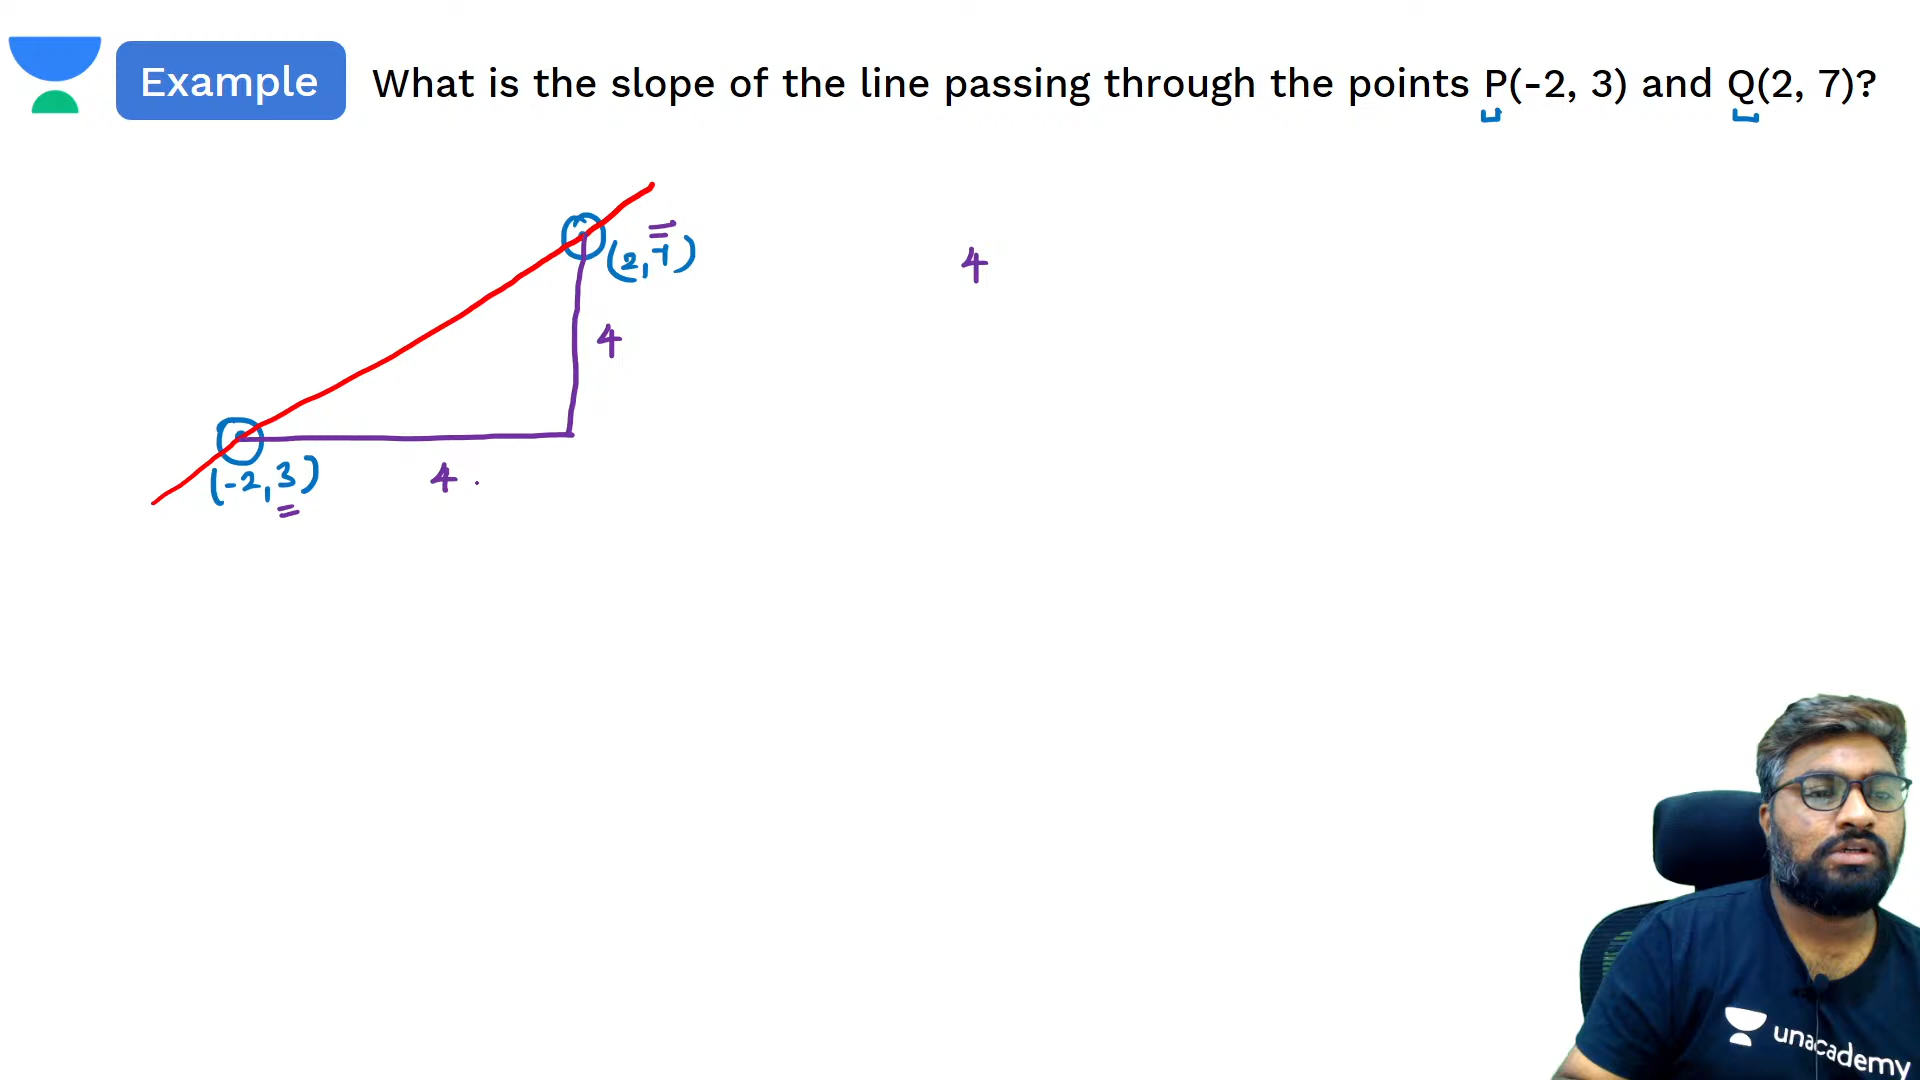 Example What is the slope of the line passing through the points P(-2, 3) and Q(2, 7)?
(2,7)
4
4
(-2,3)
4
unacademy